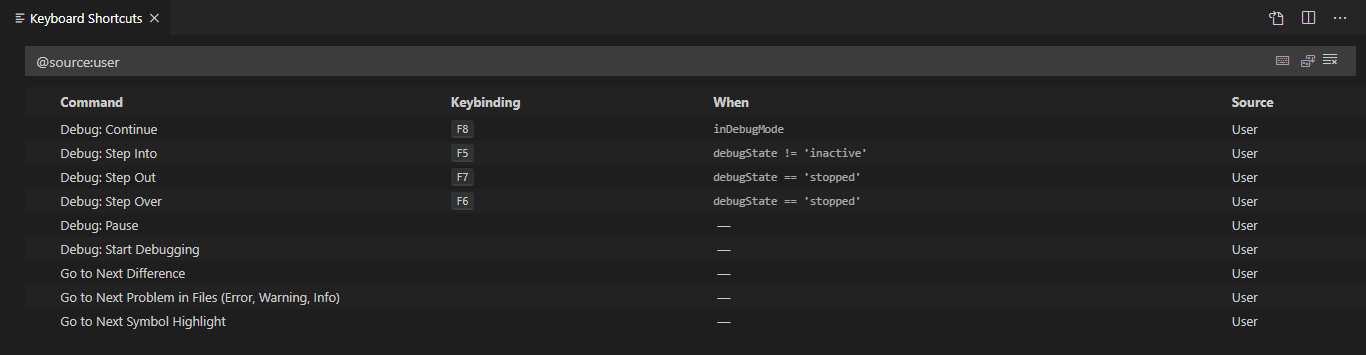 Keyboard Shortcuts
@source:user
Command Keybinding When Source
Debug: Continue F8 inDebugMode User
Debug: Step Into F5 debugState != 'inactive' User
Debug: Step Out F7 debugState == 'stopped' User
Debug: Step Over F6 debugState == 'stopped' User
Debug: Pause — User
Debug: Start Debugging — User
Go to Next Difference — User
Go to Next Problem in Files (Error, Warning, Info) — User
Go to Next Symbol Highlight — User